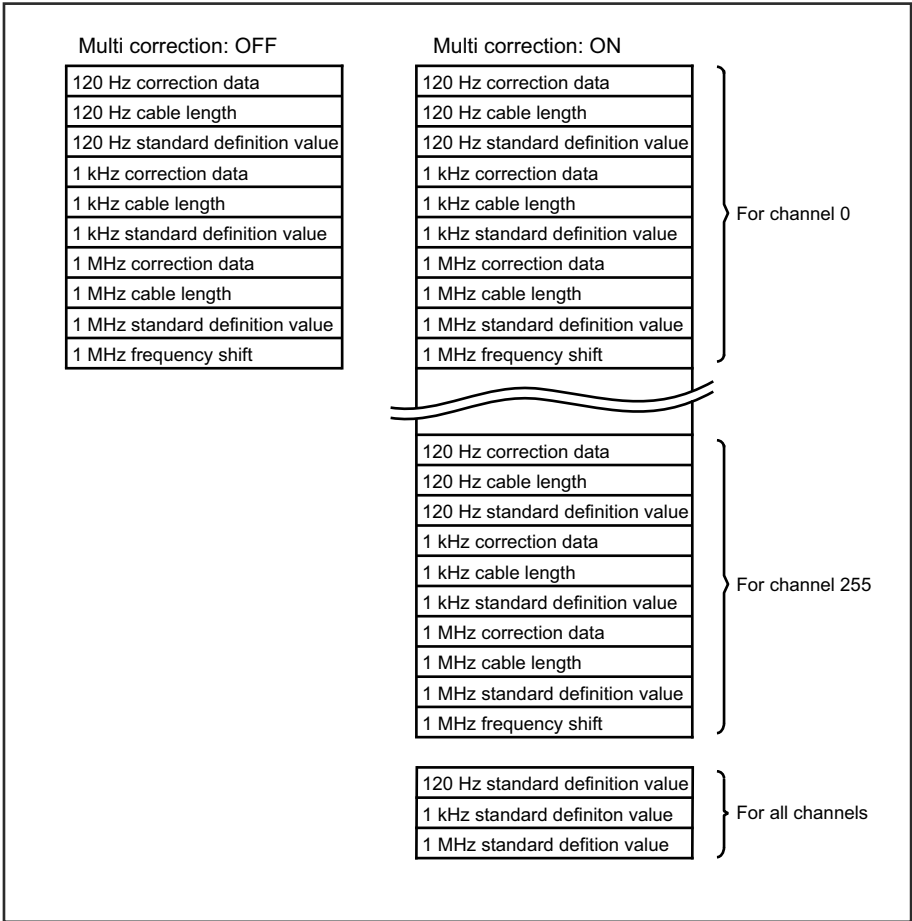 Multi correction: OFF
120 Hz correction data
120 Hz cable length
120 Hz standard definition value
1 kHz correction data
1 kHz cable length
1 kHz standard definition value
1 MHz correction data
1 MHz cable length
1 MHz standard definition value
1 MHz frequency shift
Multi correction: ON
120 Hz correction data
120 Hz cable length
120 Hz standard definition value
1 kHz correction data
1 kHz cable length
1 kHz standard definition value
1 MHz correction data
1 MHz cable length
1 MHz standard definition value
1 MHz frequency shift
For channel 0
120 Hz correction data
120 Hz cable length
120 Hz standard definition value
1 kHz correction data
1 kHz cable length
1 kHz standard definition value
1 MHz correction data
1 MHz cable length
1 MHz standard definition value
1 MHz frequency shift
For channel 255
120 Hz standard definition value
1 kHz standard definiton value
1 MHz standard defition value
For all channels